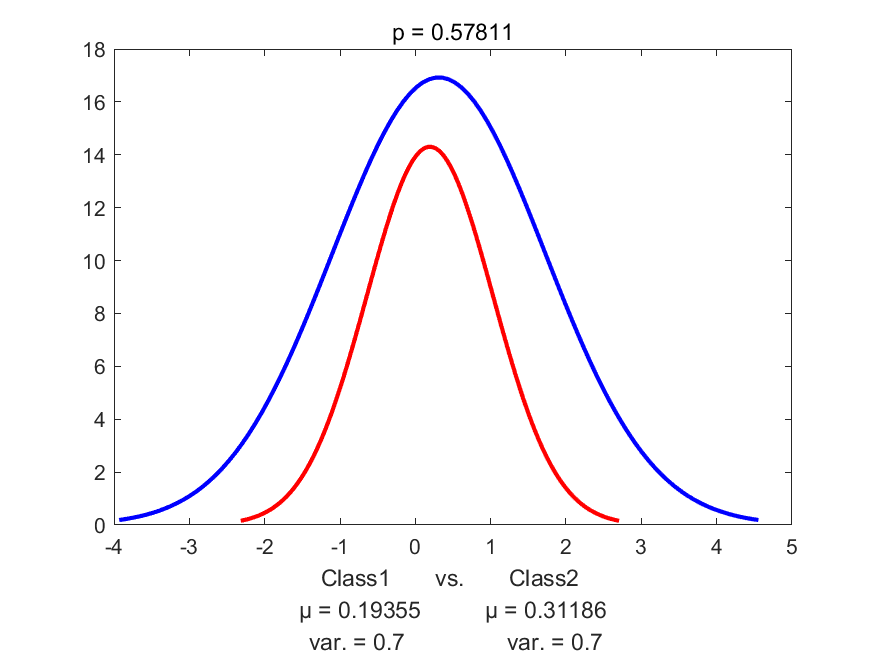 p = 0.57811
18
16
14
12
10
8
6
4
2
0
-4 -3 -2 -1 0 1 2 3 4 5
Class1 vs. Class2
μ = 0.19355 μ = 0.31186
var. = 0.7 var. = 0.7